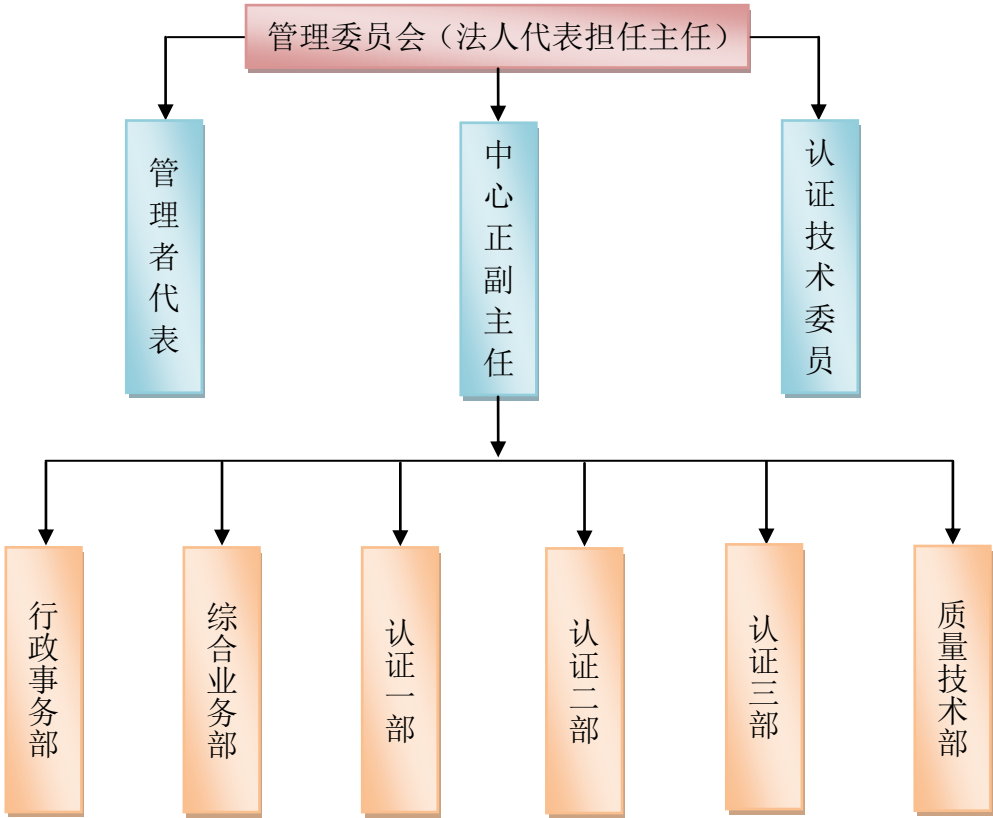 管理委员会（法人代表担任主任）
管理者代表
中心正副主任
认证技术委员
行政事务部
综合业务部
认证一部
认证二部
认证三部
质量技术部